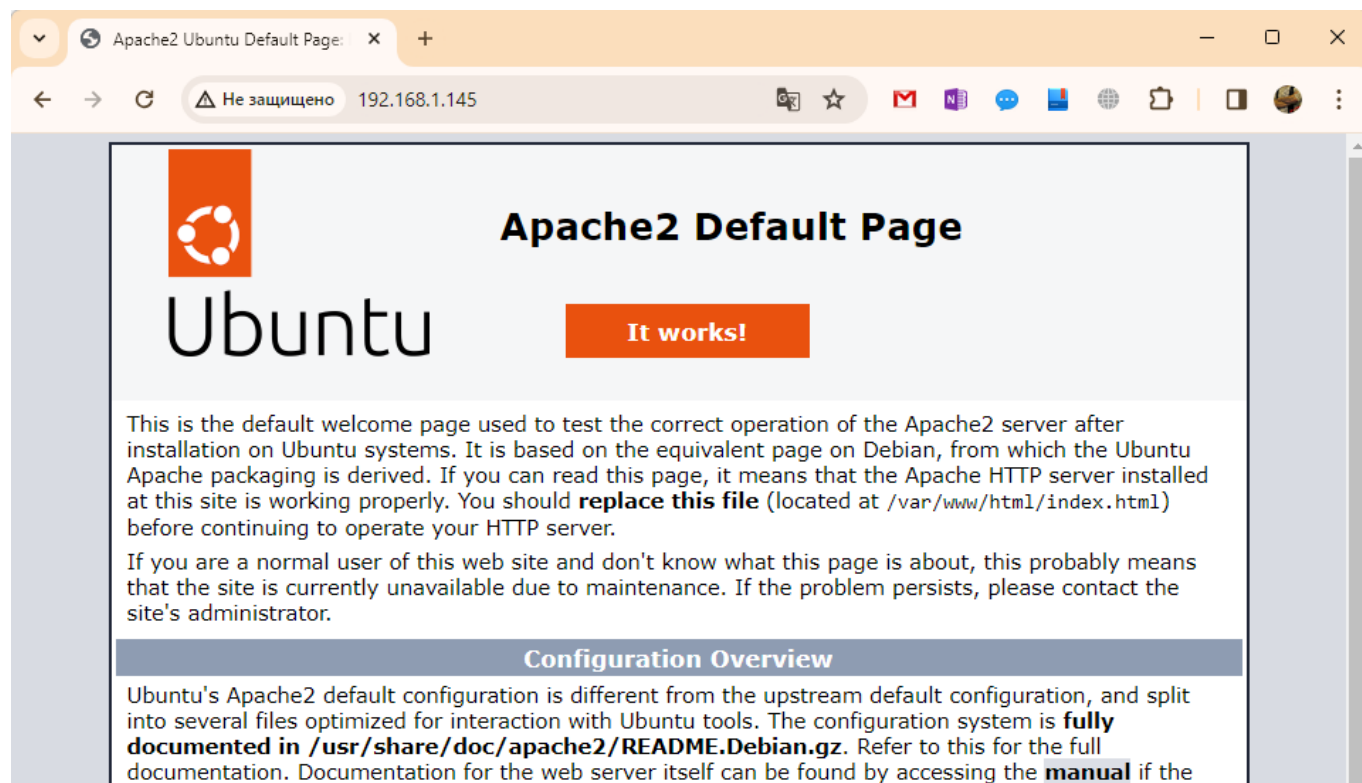 Apache2 Ubuntu Default Page:
Не защищено 192.168.1.145
Ubuntu
Apache2 Default Page
It works!
This is the default welcome page used to test the correct operation of the Apache2 server after
installation on Ubuntu systems. It is based on the equivalent page on Debian, from which the Ubuntu
Apache packaging is derived. If you can read this page, it means that the Apache HTTP server installed
at this site is working properly. You should replace this file (located at /var/www/html/index.html)
before continuing to operate your HTTP server.
If you are a normal user of this web site and don't know what this page is about, this probably means
that the site is currently unavailable due to maintenance. If the problem persists, please contact the
site's administrator.
Configuration Overview
Ubuntu's Apache2 default configuration is different from the upstream default configuration, and split
into several files optimized for interaction with Ubuntu tools. The configuration system is fully
documented in /usr/share/doc/apache2/README.Debian.gz. Refer to this for the full
documentation. Documentation for the web server itself can be found by accessing the manual if the